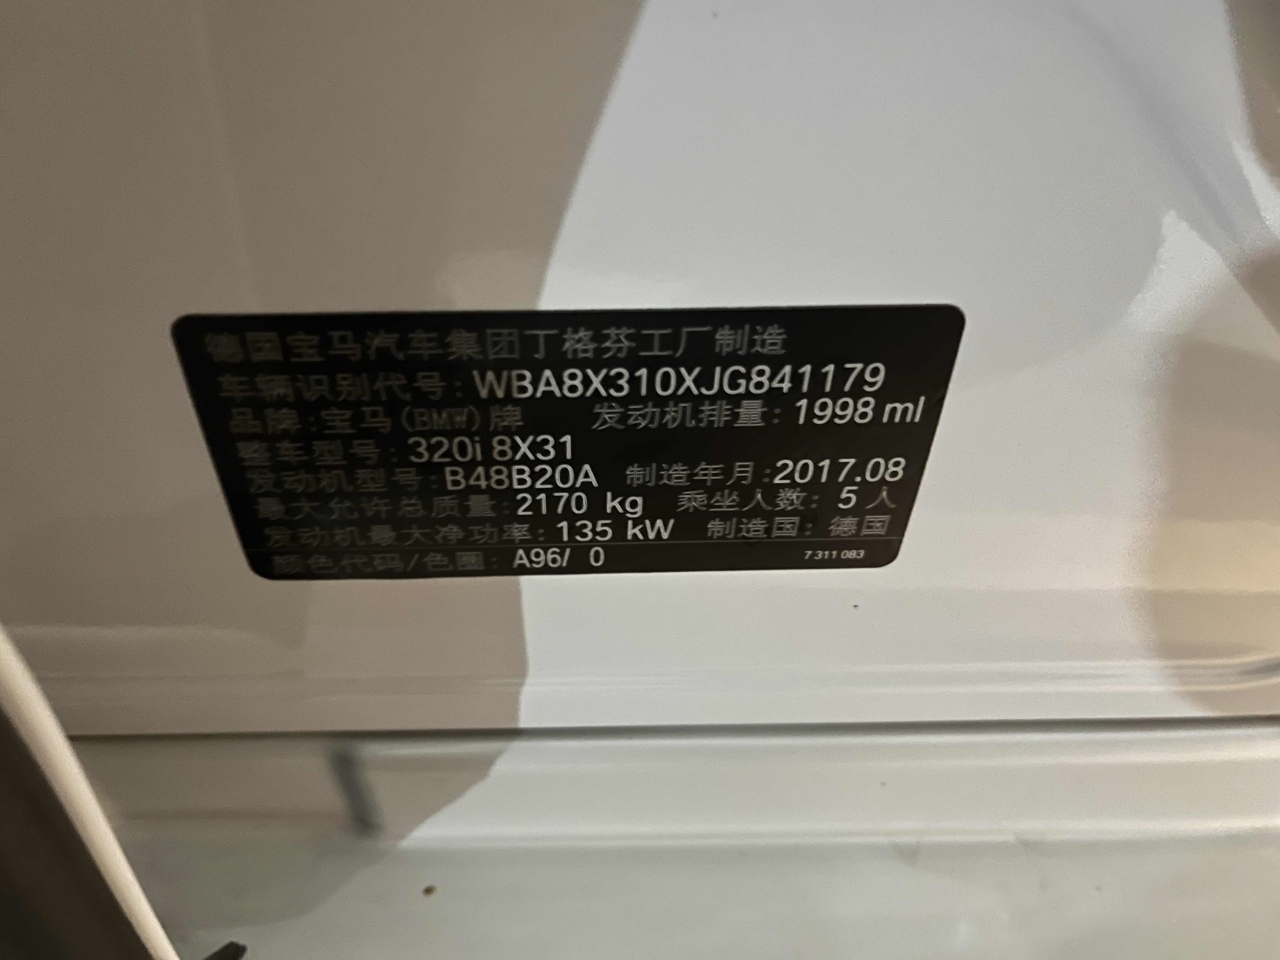 德国宝马汽车集团丁格芬工厂制造
车辆识别代号: WBA8X310XJG841179
品牌: 宝马(BMW)牌 发动机排量: 1998 ml
整车型号: 320i 8X31
发动机型号: B48B20A 制造年月: 2017.08
最大允许总质量: 2170 kg 乘坐人数: 5 人
发动机最大净功率: 135 kW 制造国: 德国
颜色代码/色圈: A96/ 0 7 311 083